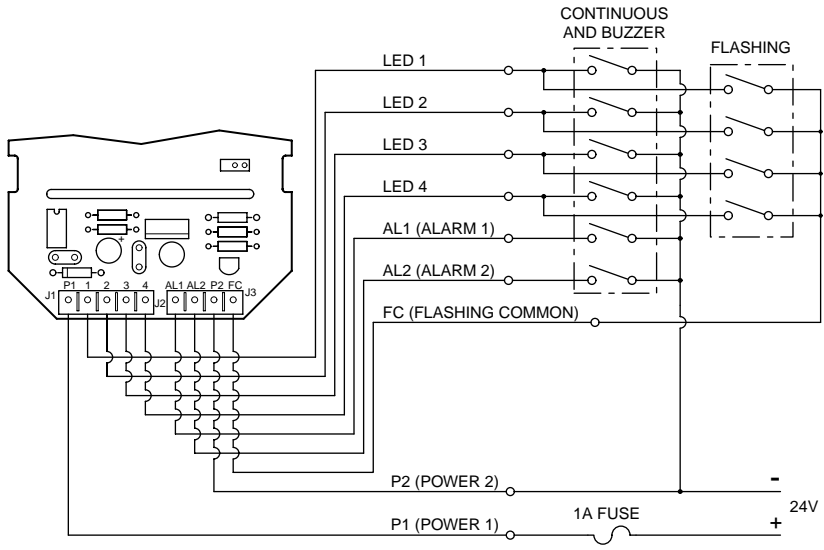 CONTINUOUS
AND BUZZER
FLASHING
LED 1
LED 2
LED 3
LED 4
AL1 (ALARM 1)
AL2 (ALARM 2)
FC (FLASHING COMMON)
+
J1 P1 1 2 3 4 J2 AL1 AL2 P2 FC J3
P2 (POWER 2)
-
24V
1A FUSE
P1 (POWER 1)
+